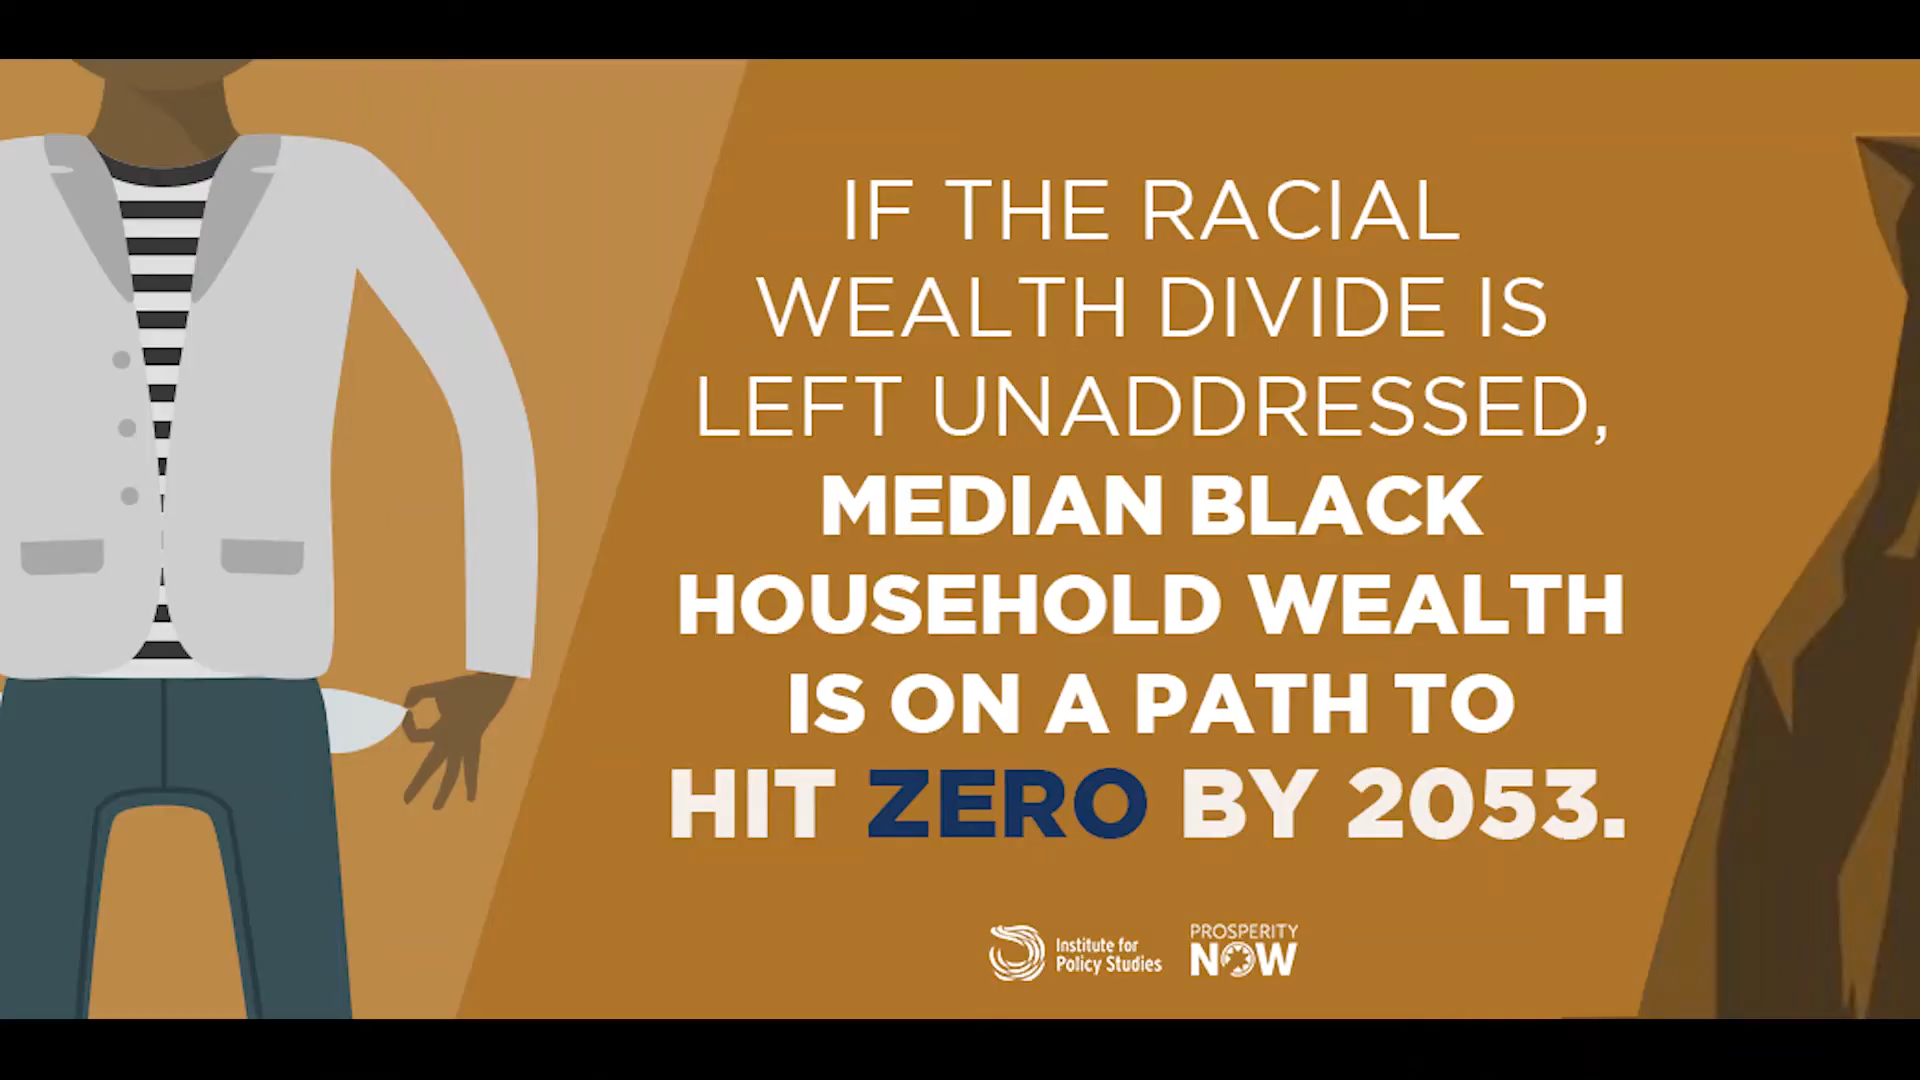 IF THE RACIAL
WEALTH DIVIDE IS
LEFT UNADDRESSED,
MEDIAN BLACK
HOUSEHOLD WEALTH
IS ON A PATH TO
HIT ZERO BY 2053.
Institute for
Policy Studies
PROSPERITY
NOW